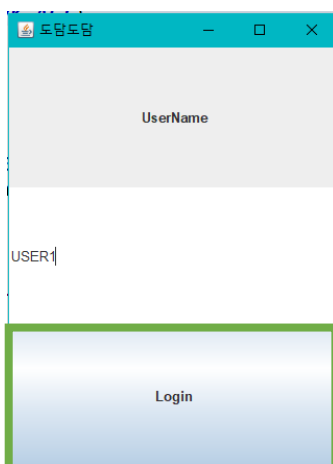 도담도담
UserName
USER1
Login